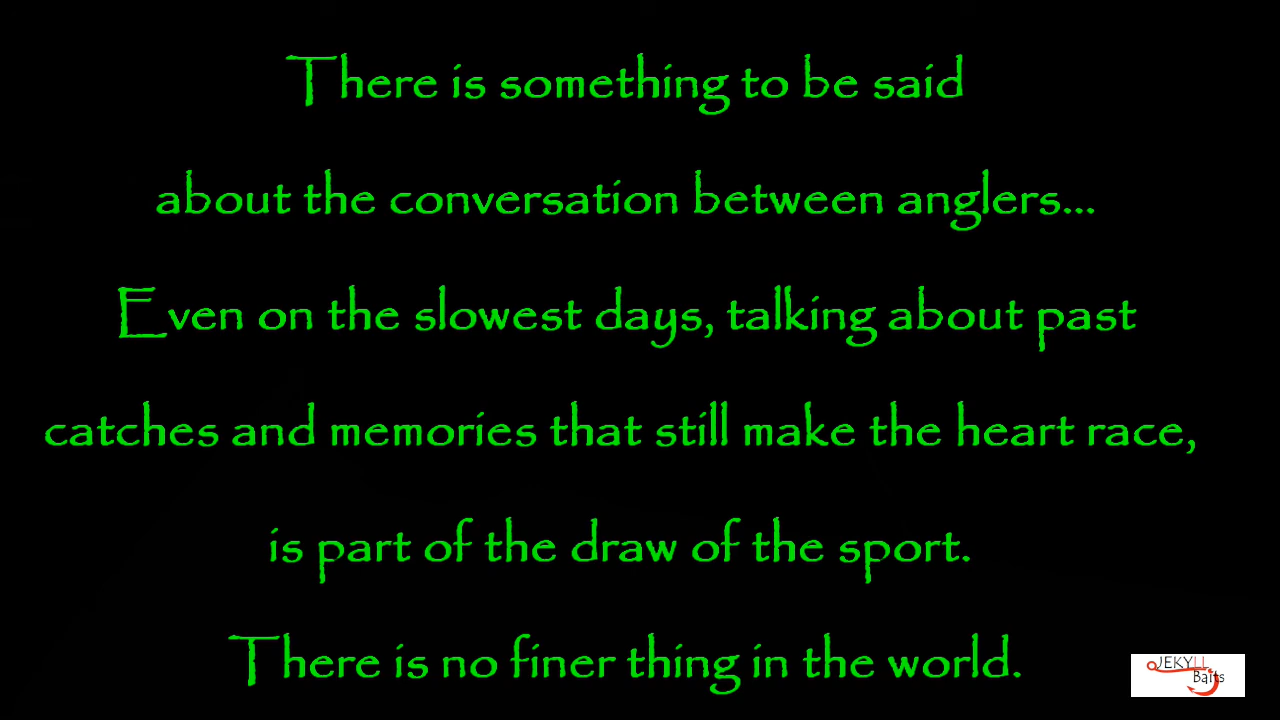 There is something to be said
about the conversation between anglers...
Even on the slowest days, talking about past
catches and memories that still make the heart race,
is part of the draw of the sport.
There is no finer thing in the world.
JEKYLL
Baits